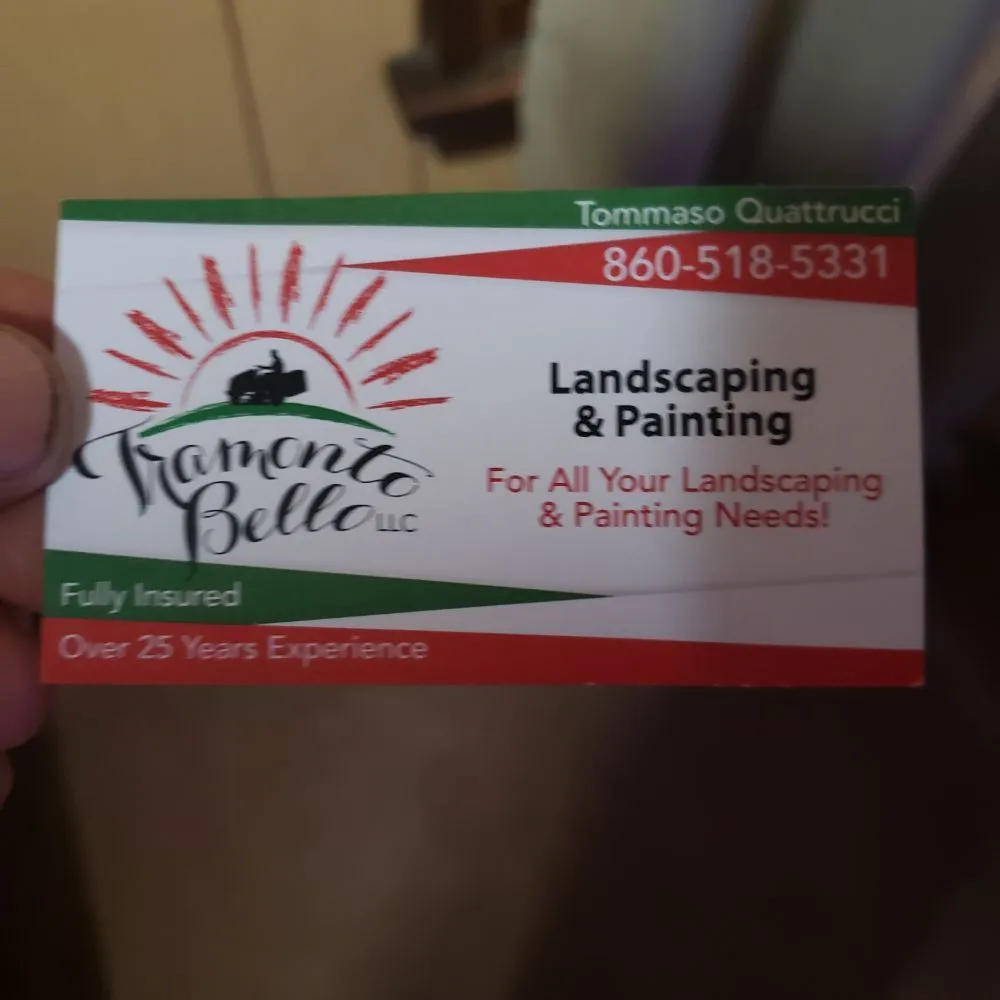 Tommaso Quattrucci
860-518-5331
Tramonto
Bello LLC
Landscaping
& Painting
For All Your Landscaping
& Painting Needs!
Fully Insured
Over 25 Years Experience